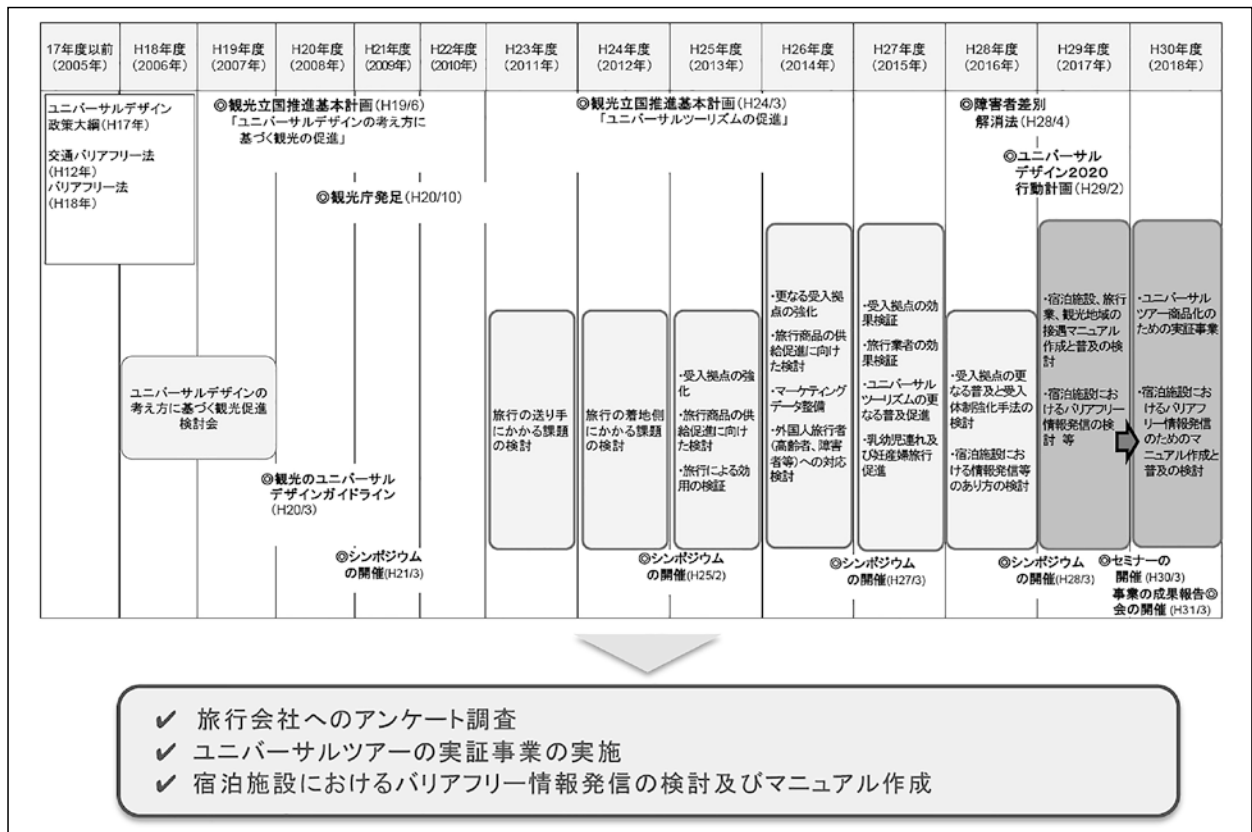 17年度以前
(2005年)
H18年度
(2006年)
H19年度
(2007年)
H20年度
(2008年)
H21年度
(2009年)
H22年度
(2010年)
H23年度
(2011年)
H24年度
(2012年)
H25年度
(2013年)
H26年度
(2014年)
H27年度
(2015年)
H28年度
(2016年)
H29年度
(2017年)
H30年度
(2018年)
ユニバーサルデザイン
政策大綱(H17年)
交通バリアフリー法
(H12年)
バリアフリー法
(H18年)
◎観光立国推進基本計画(H19/6)
「ユニバーサルデザインの考え方に
基づく観光の促進」
◎観光庁発足(H20/10)
◎観光立国推進基本計画(H24/3)
「ユニバーサルツーリズムの促進」
◎障害者差別
解消法(H28/4)
◎ユニバーサル
デザイン2020
行動計画(H29/2)
ユニバーサルデザインの
考え方に基づく観光促進
検討会
◎観光のユニバーサル
デザインガイドライン
(H20/3)
◎シンポジウム
の開催(H21/3)
旅行の送り手
にかかる課題
の検討
旅行の着地側
にかかる課題
の検討
◎シンポジウム
の開催(H25/2)
・受入拠点の強
化
・旅行商品の供
給促進に向け
た検討
・旅行による効
用の検証
・更なる受入拠
点の強化
・旅行商品の供
給促進に向け
た検討
・マーケティング
データ整備
・外国人旅行者
(高齢者、障害
者等)への対応
検討
・受入拠点の効
果検証
・旅行業者の効
果検証
・ユニバーサル
ツーリズムの更
なる普及促進
・乳幼児連れ及
び妊産婦旅行
促進
◎シンポジウム
の開催(H27/3)
・受入拠点の更
なる普及と受入
体制強化手法の
検討
・宿泊施設にお
ける情報発信等
のあり方の検討
◎シンポジウム
の開催(H28/3)
・宿泊施設、旅行
業、観光地域の
接遇マニュアル
作成と普及の検
討
・宿泊施設にお
けるバリアフリー
情報発信の検
討 等
◎セミナーの
開催(H30/3)
・ユニバーサル
ツアー商品化の
ための実証事業
・宿泊施設にお
けるバリアフ
リー情報発信
のためのマ
ニュアル作成と
普及の検討
事業の成果報告◎
会の開催(H31/3)
✔ 旅行会社へのアンケート調査
✔ ユニバーサルツアーの実証事業の実施
✔ 宿泊施設におけるバリアフリー情報発信の検討及びマニュアル作成